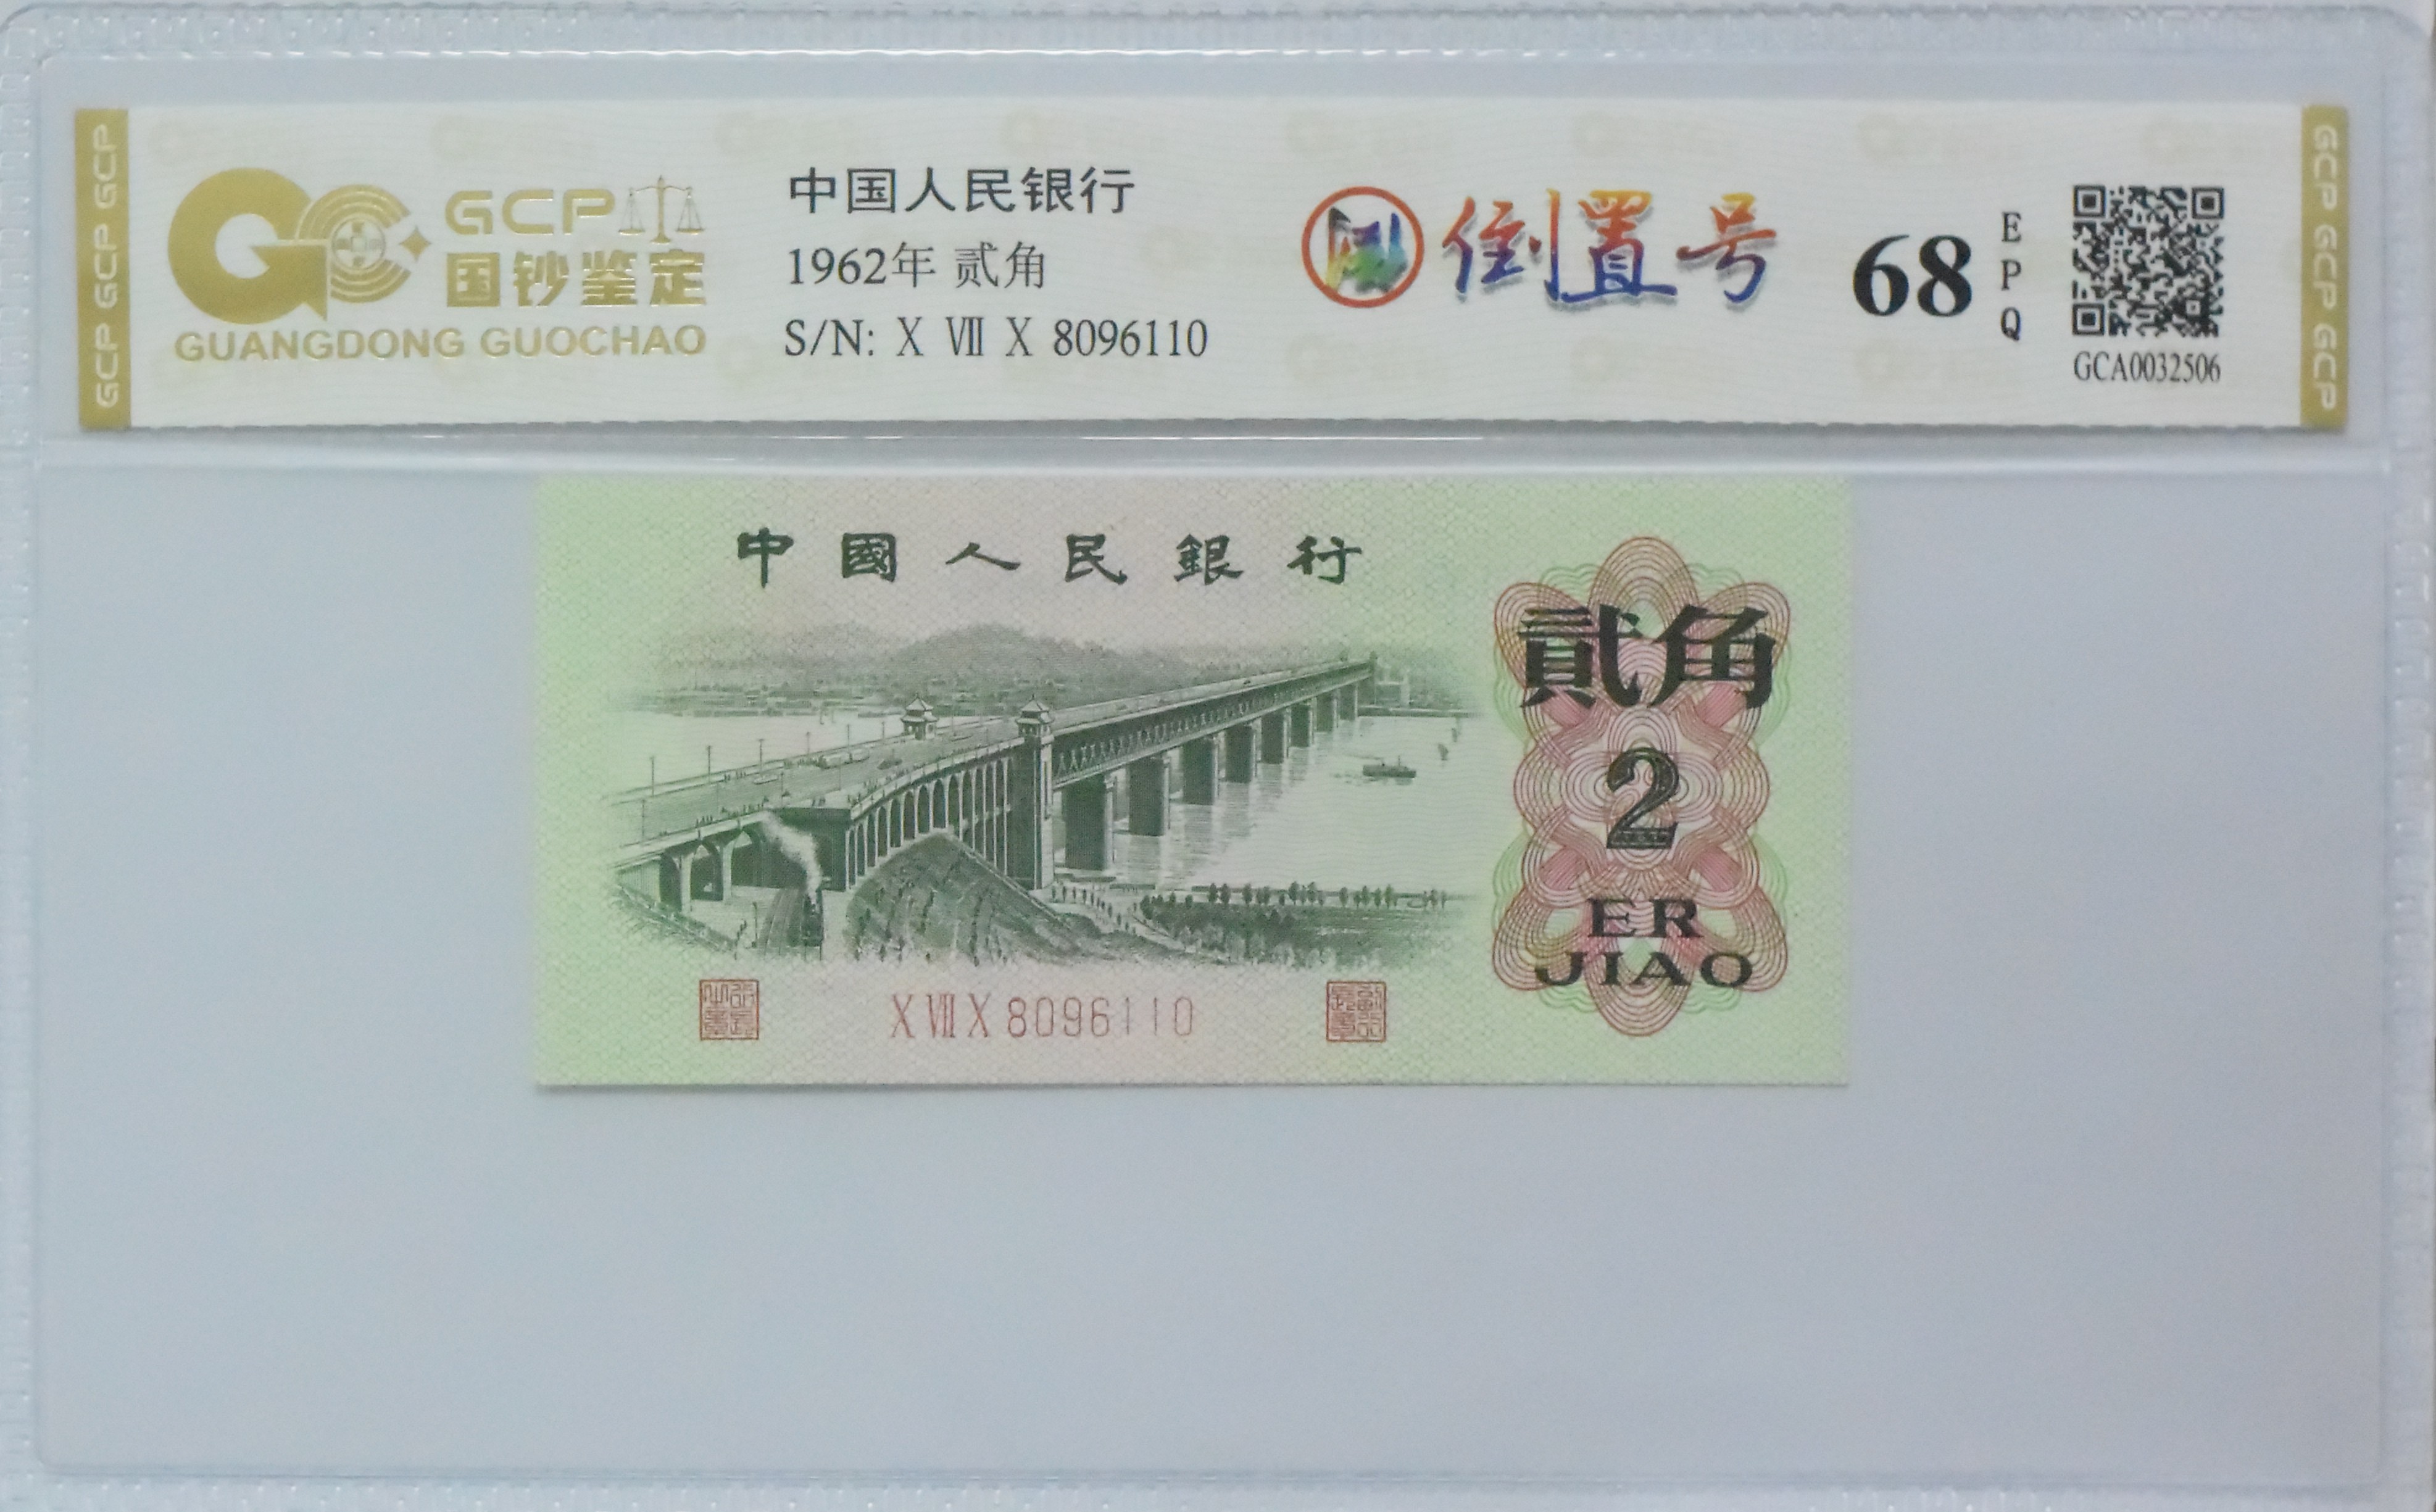 GCP GCP GCP
GCP
国钞鉴定
GUANGDONG GUOCHAO
中国人民银行
1962年 贰角
S/N: X Ⅶ X 8096110
倒置号
68
EPQ
GCA0032506
GCP GCP GCP
中國人民銀行
貳角
2
ER
JIAO
X Ⅶ X 8096110